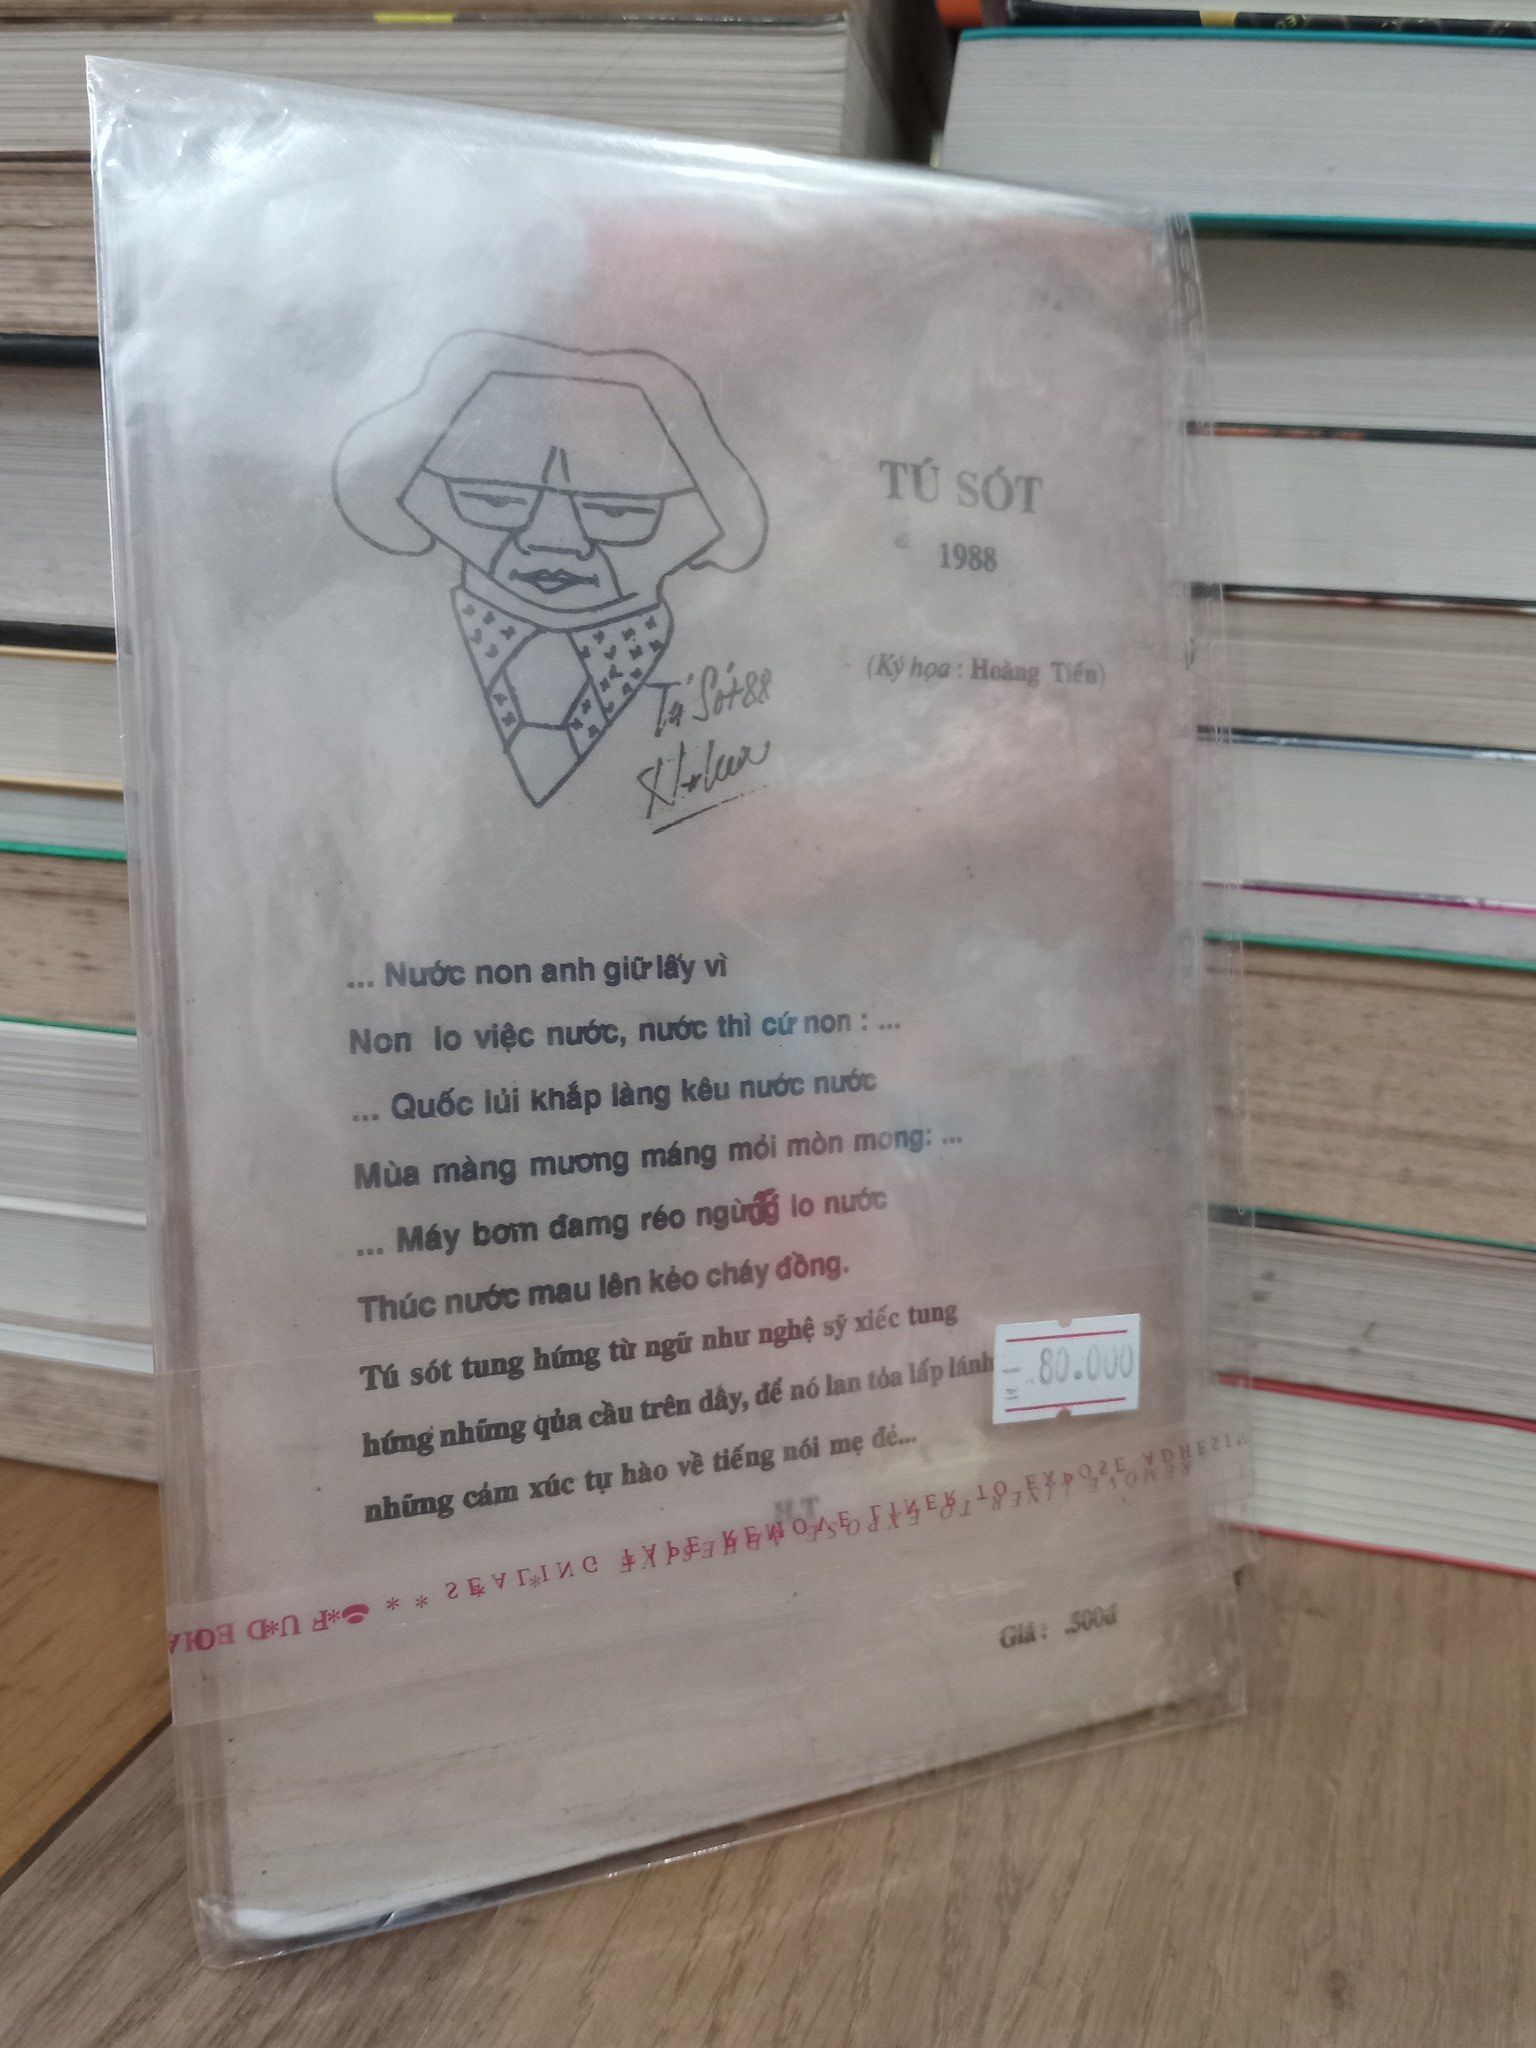 TÚ SÓT
1988
(Ký họa : Hoàng Tiến)
Tú Sót 88
... Nước non anh giữ lấy vì
Non lo việc nước, nước thì cứ non : ...
... Quốc lủi khắp làng kêu nước nước
Mùa màng mương máng mỏi mòn mong: ...
... Máy bơm đamg réo ngừng lo nước
Thúc nước mau lên kẻo cháy đồng.
Tú sót tung hứng từ ngữ như nghệ sỹ xiếc tung
hứng những qủa cầu trên dây, để nó lan tỏa lấp lánh
80.000
những cảm xúc tự hào về tiếng nói mẹ đẻ...
H.T
SEALING TAPE REMOVE LINER TO EXPOSE ADHESIV
Giá : 500đ